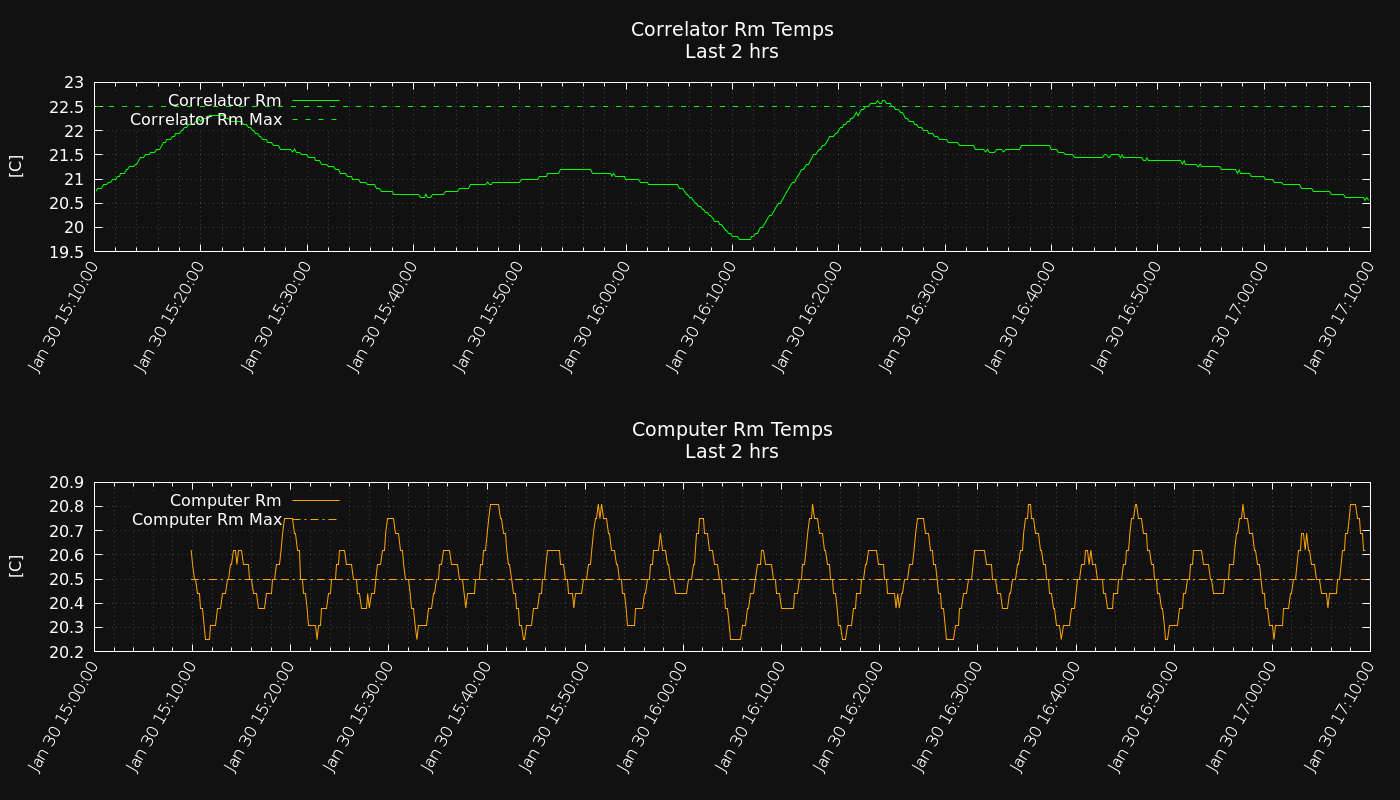 Correlator Rm Temps
Last 2 hrs
[C]
23
22.5
22
21.5
21
20.5
20
19.5
Correlator Rm
Correlator Rm Max
Jan 30 15:10:00
Jan 30 15:20:00
Jan 30 15:30:00
Jan 30 15:40:00
Jan 30 15:50:00
Jan 30 16:00:00
Jan 30 16:10:00
Jan 30 16:20:00
Jan 30 16:30:00
Jan 30 16:40:00
Jan 30 16:50:00
Jan 30 17:00:00
Jan 30 17:10:00
Computer Rm Temps
Last 2 hrs
[C]
20.9
20.8
20.7
20.6
20.5
20.4
20.3
20.2
Computer Rm
Computer Rm Max
Jan 30 15:00:00
Jan 30 15:10:00
Jan 30 15:20:00
Jan 30 15:30:00
Jan 30 15:40:00
Jan 30 15:50:00
Jan 30 16:00:00
Jan 30 16:10:00
Jan 30 16:20:00
Jan 30 16:30:00
Jan 30 16:40:00
Jan 30 16:50:00
Jan 30 17:00:00
Jan 30 17:10:00